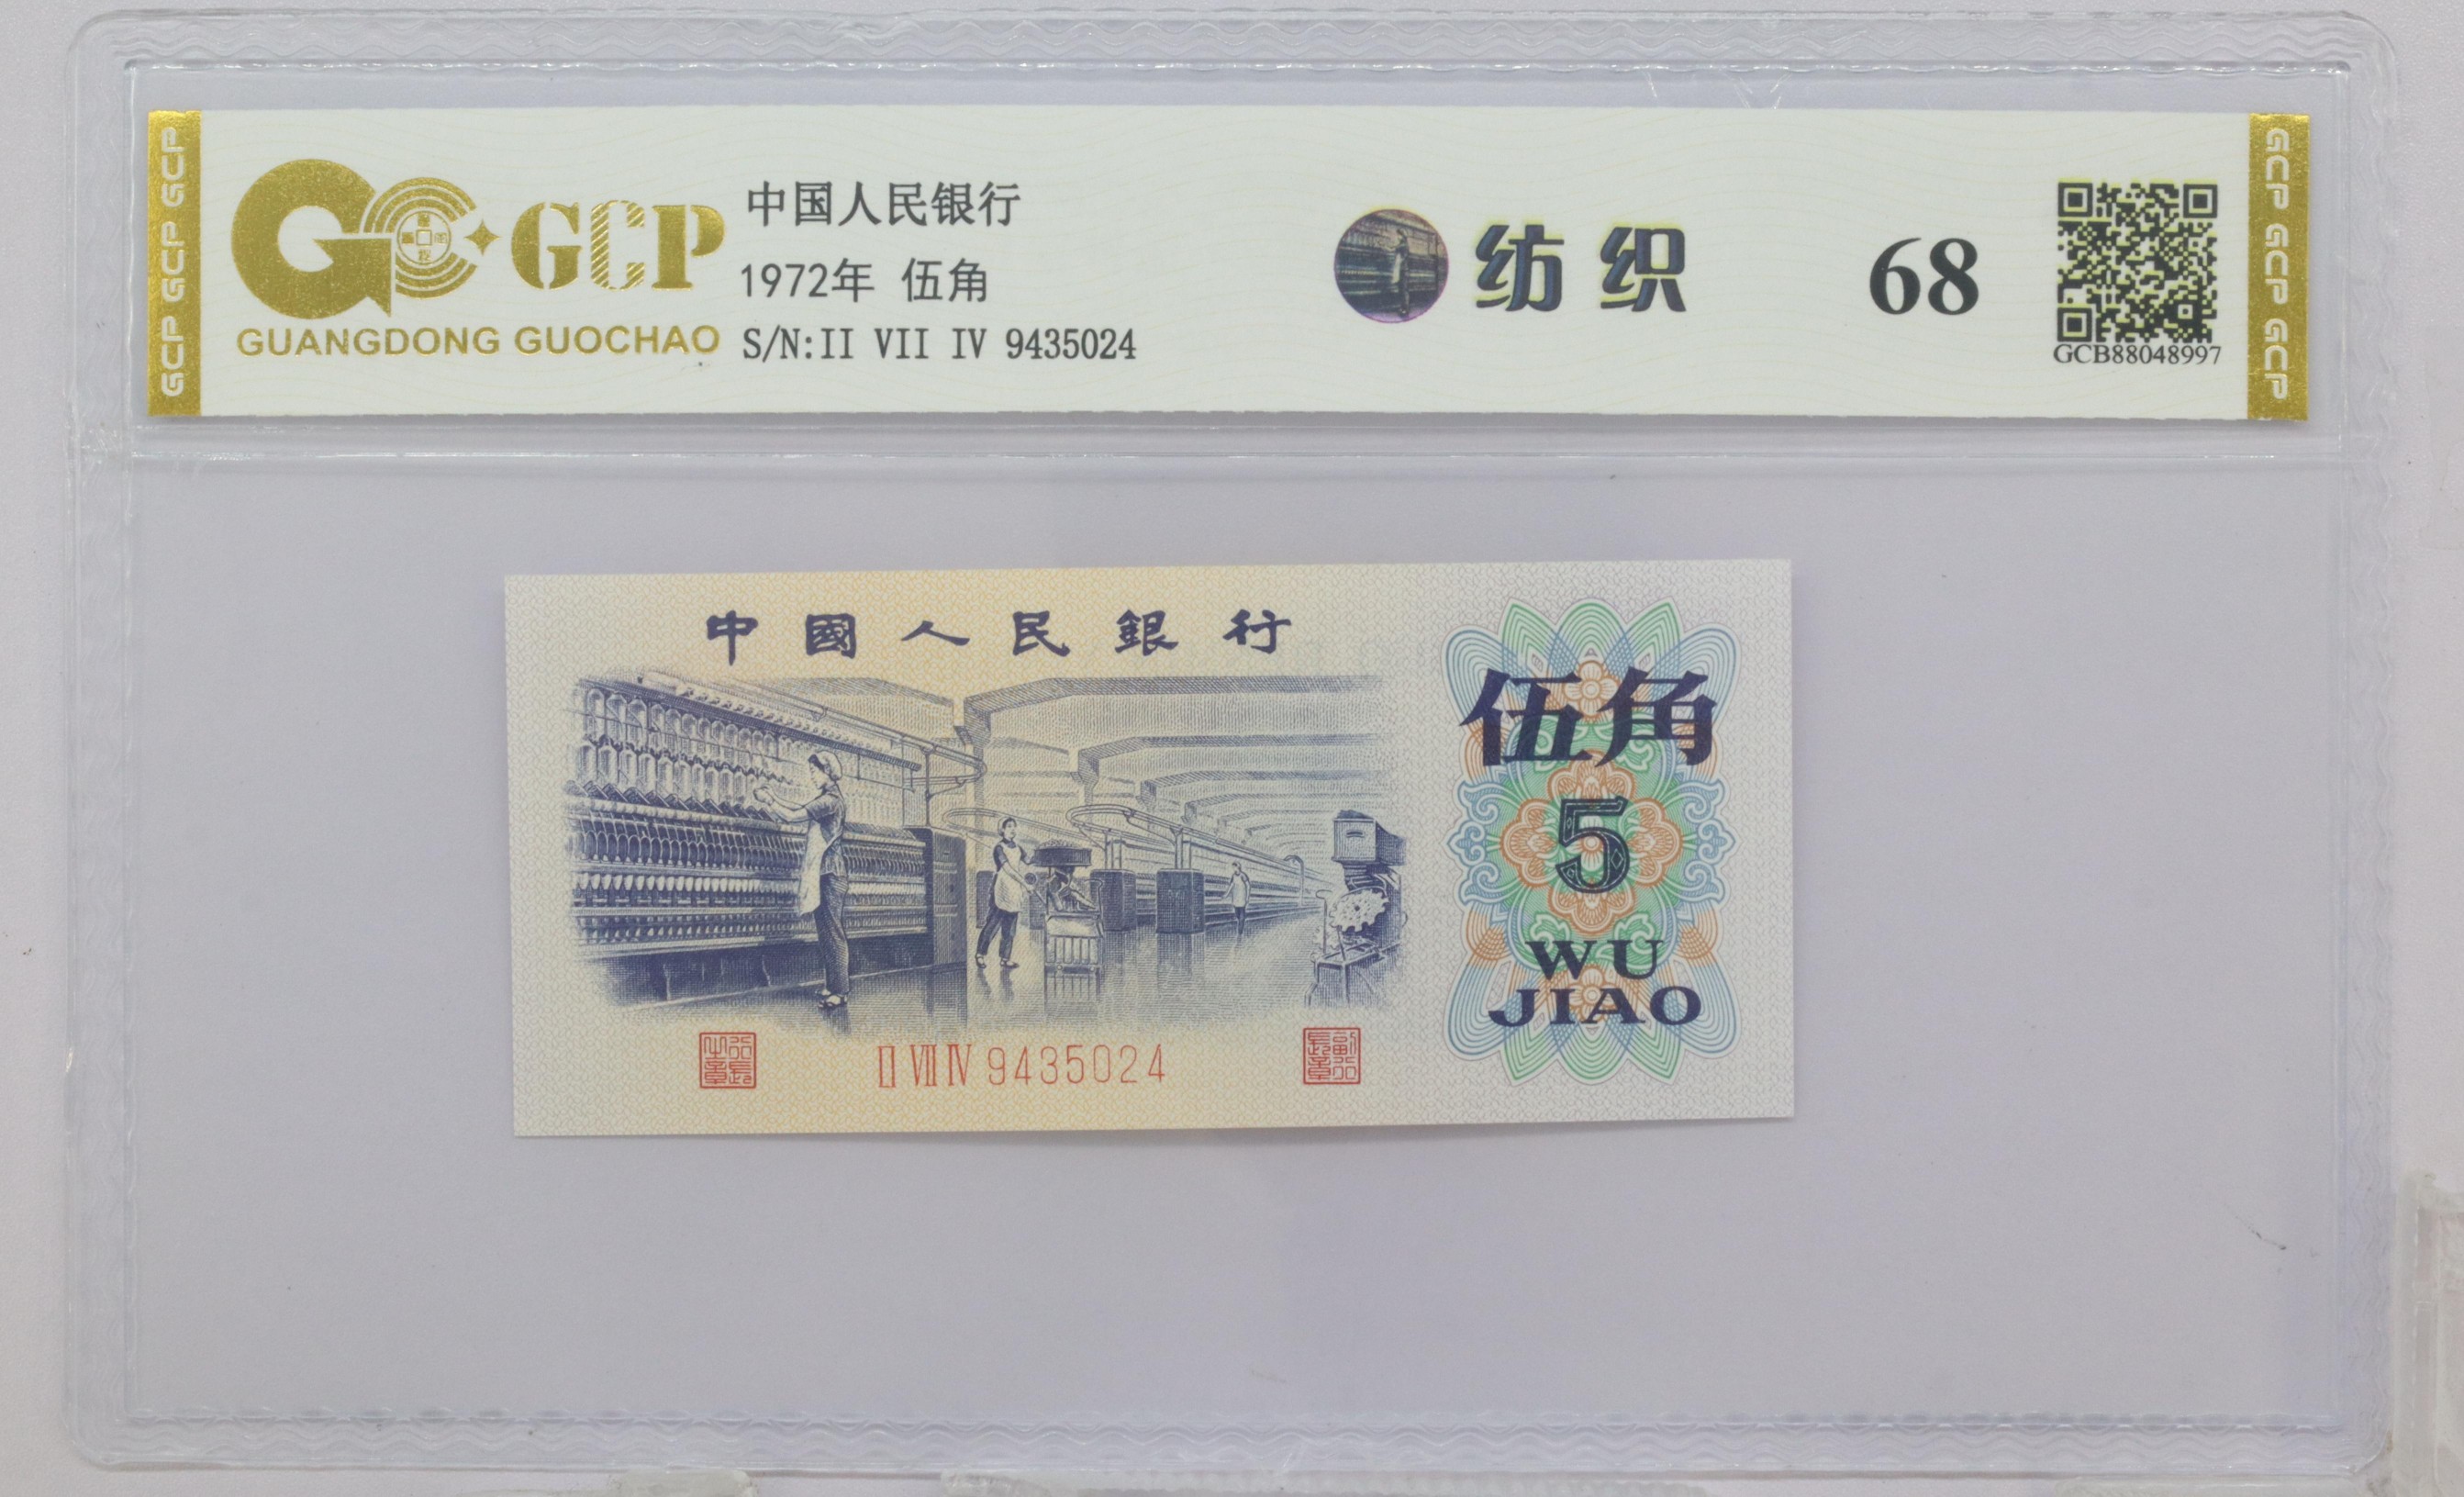 GCP GCP GCP
GCP
GUANGDONG GUOCHAO
中国人民银行
1972年 伍角
S/N:II VII IV 9435024
纺织
68
GCB88048997
GCP GCP GCP
中國人民銀行
伍角
5
WU
JIAO
II VII IV 9435024